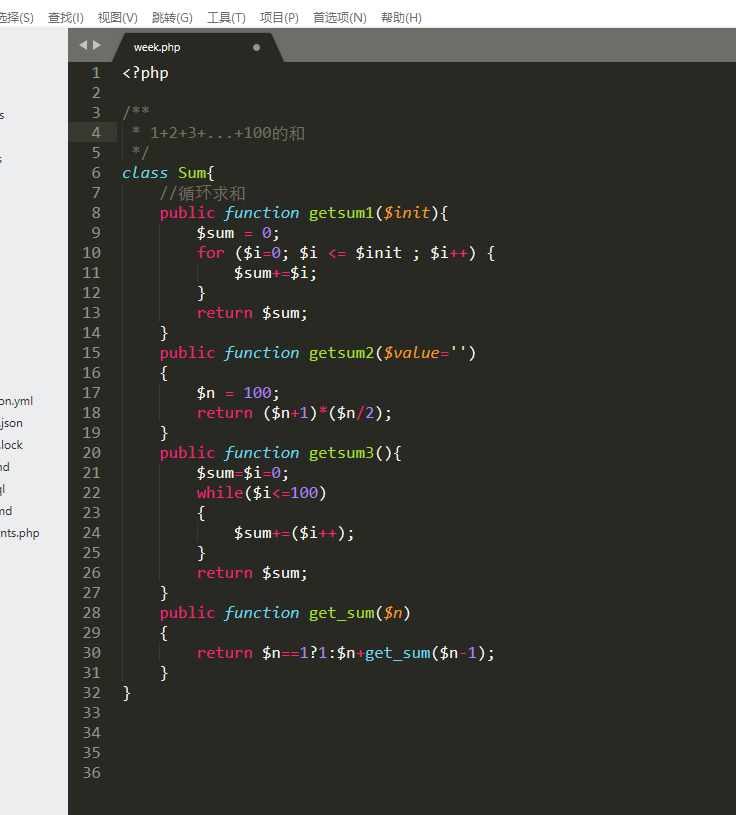 选择(S) 查找(I) 视图(V) 跳转(G) 工具(T) 项目(P) 首选项(N) 帮助(H)
week.php
1 <?php
2
3 /**
4  * 1+2+3+...+100的和
5  */
6 class Sum{
7     //循环求和
8     public function getsum1($init){
9         $sum = 0;
10         for ($i=0; $i <= $init ; $i++) {
11             $sum+=$i;
12         }
13         return $sum;
14     }
15     public function getsum2($value='')
16     {
17         $n = 100;
18         return ($n+1)*($n/2);
19     }
20     public function getsum3(){
21         $sum=$i=0;
22         while($i<=100)
23         {
24             $sum+=($i++);
25         }
26         return $sum;
27     }
28     public function get_sum($n)
29     {
30         return $n==1?1:$n+get_sum($n-1);
31     }
32 }
33
34
35
36
s
s
on.yml
.json
.lock
nd
ql
md
nts.php